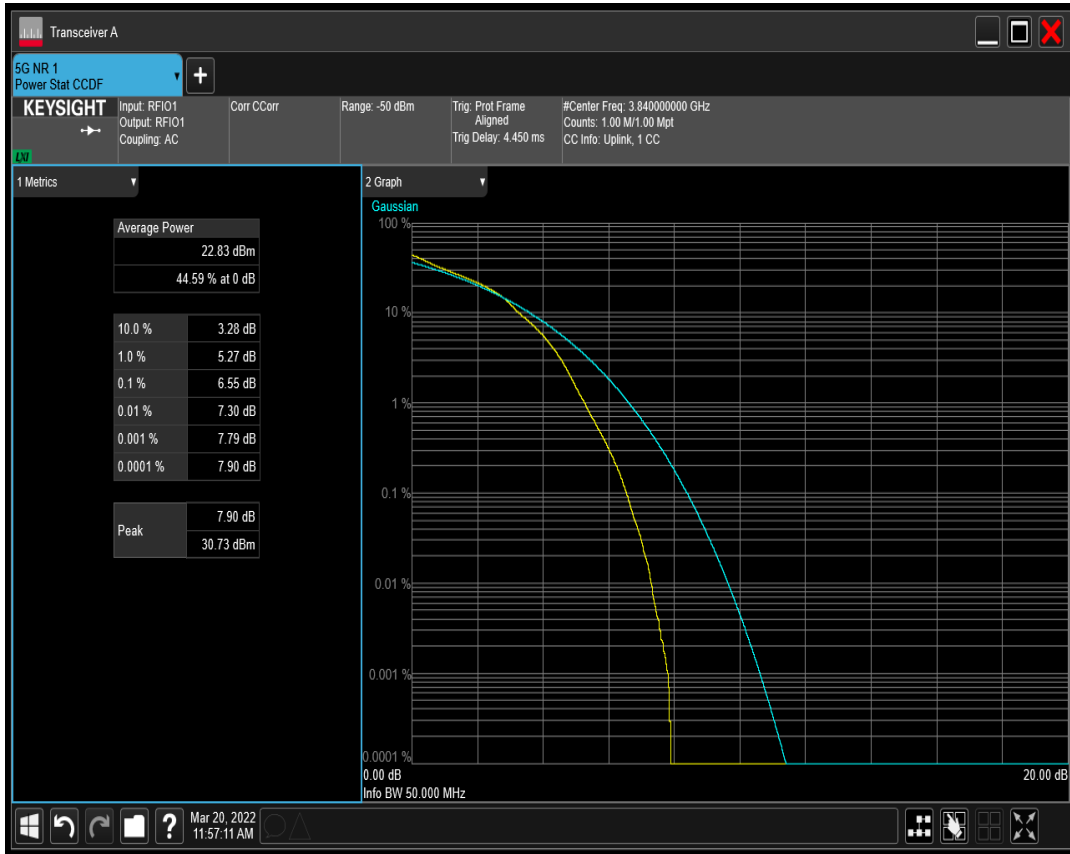 Transceiver A
5G NR 1
Power Stat CCDF
+
KEYSIGHT
LXI
Input: RFIO1
Output: RFIO1
Coupling: AC
Corr CCorr
Range: -50 dBm
Trig: Prot Frame
Aligned
Trig Delay: 4.450 ms
#Center Freq: 3.840000000 GHz
Counts: 1.00 M/1.00 Mpt
CC Info: Uplink, 1 CC
1 Metrics
Average Power
22.83 dBm
44.59 % at 0 dB
10.0 % 3.28 dB
1.0 % 5.27 dB
0.1 % 6.55 dB
0.01 % 7.30 dB
0.001 % 7.79 dB
0.0001 % 7.90 dB
Peak
7.90 dB
30.73 dBm
2 Graph
Gaussian
100 %
10 %
1 %
0.1 %
0.01 %
0.001 %
0.0001 %
0.00 dB 20.00 dB
Info BW 50.000 MHz
?
Mar 20, 2022
11:57:11 AM